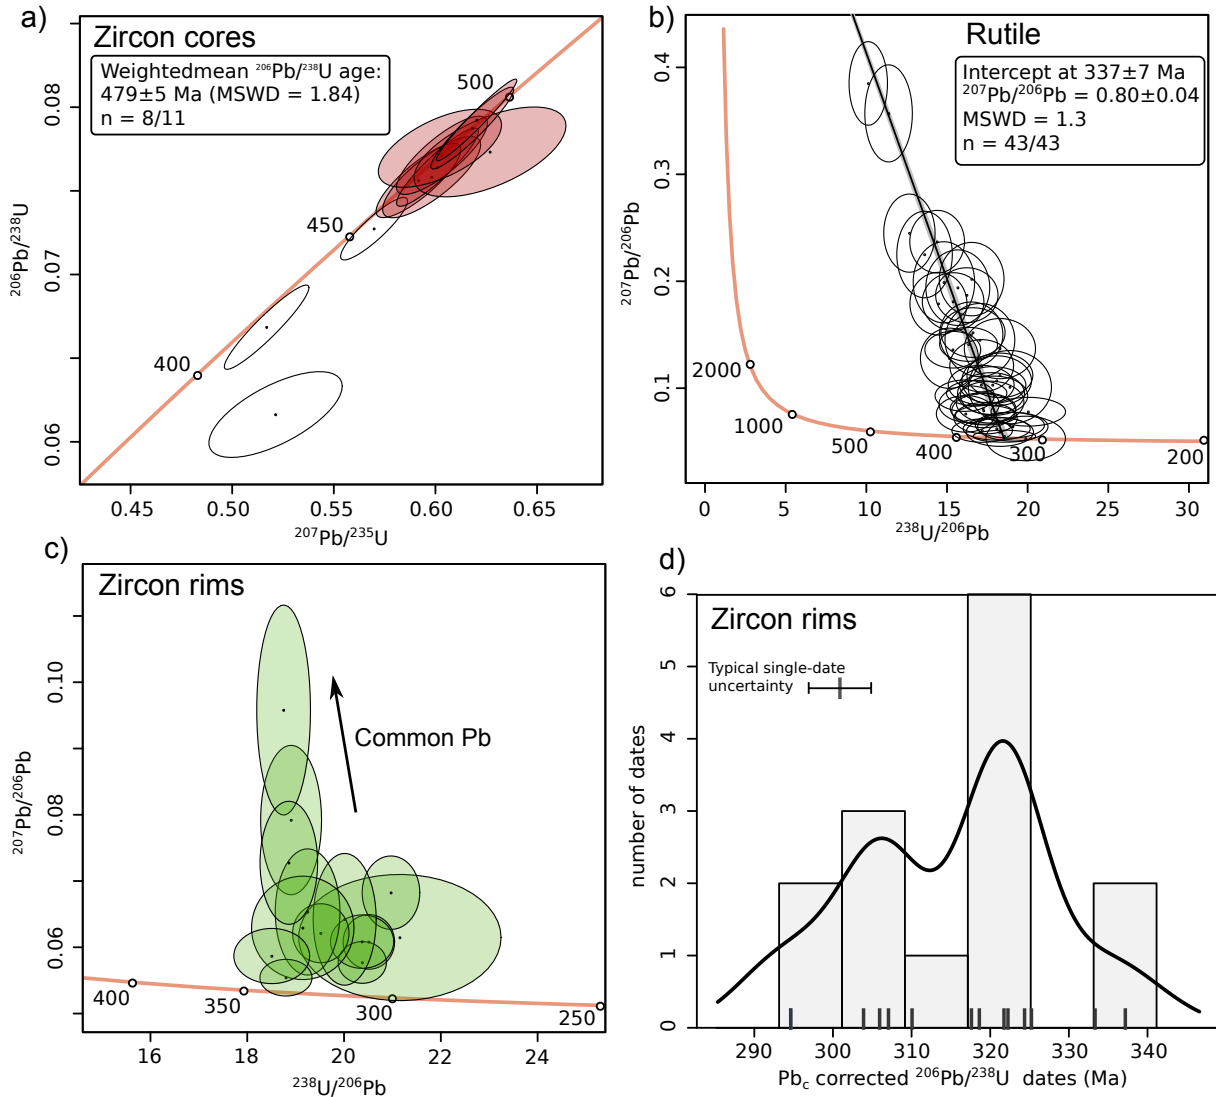 a)
Zircon cores
Weightedmean ²⁰⁶Pb/²³⁸U age:
479±5 Ma (MSWD = 1.84)
n = 8/11
500
450
400
0.08
0.07
0.06
²⁰⁶Pb/²³⁸U
0.45 0.50 0.55 0.60 0.65
²⁰⁷Pb/²³⁵U
b)
Rutile
Intercept at 337±7 Ma
²⁰⁷Pb/²⁰⁶Pb = 0.80±0.04
MSWD = 1.3
n = 43/43
0.4
0.3
0.2
0.1
²⁰⁷Pb/²⁰⁶Pb
2000
1000
500
400
300
200
0 5 10 15 20 25 30
²³⁸U/²⁰⁶Pb
c)
Zircon rims
Common Pb
0.10
0.08
0.06
²⁰⁷Pb/²⁰⁶Pb
400
350
300
250
16 18 20 22 24
²³⁸U/²⁰⁶Pb
d)
Zircon rims
Typical single-date
uncertainty
6
5
4
3
2
1
0
number of dates
290 300 310 320 330 340
Pb_c corrected ²⁰⁶Pb/²³⁸U dates (Ma)